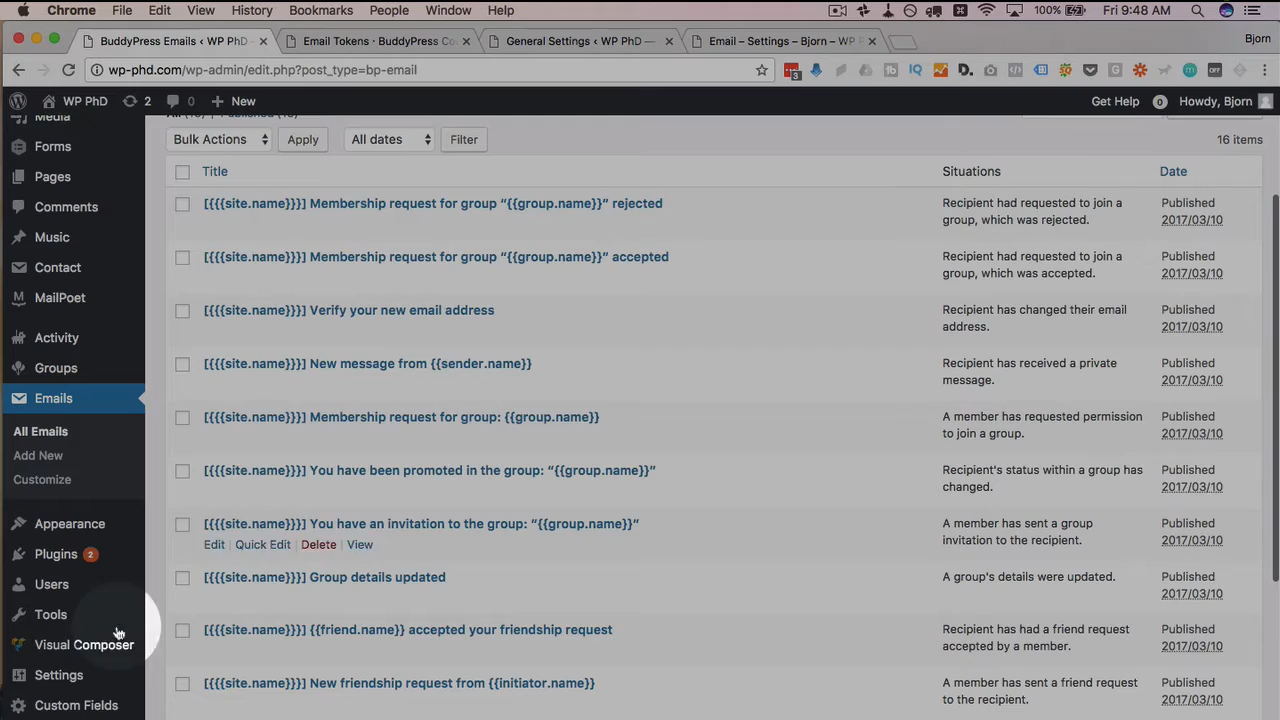 Chrome File Edit View History Bookmarks People Window Help 100% Fri 9:48 AM
BuddyPress Emails ‹ WP PhD - Email Tokens · BuddyPress Co General Settings ‹ WP PhD — Email – Settings – Bjorn – WP P Bjorn
wp-phd.com/wp-admin/edit.php?post_type=bp-email
WP PhD 2 0 New Get Help 0 Howdy, Bjorn
Media
Forms
Pages
Comments
Music
Contact
MailPoet
Activity
Groups
Emails
All Emails
Add New
Customize
Appearance
Plugins 2
Users
Tools
Visual Composer
Settings
Custom Fields
Bulk Actions Apply All dates Filter 16 items
Title Situations Date
[{{{site.name}}}] Membership request for group “{{group.name}}” rejected
Recipient had requested to join a
group, which was rejected.
Published
2017/03/10
[{{{site.name}}}] Membership request for group “{{group.name}}” accepted
Recipient had requested to join a
group, which was accepted.
Published
2017/03/10
[{{{site.name}}}] Verify your new email address
Recipient has changed their email
address.
Published
2017/03/10
[{{{site.name}}}] New message from {{sender.name}}
Recipient has received a private
message.
Published
2017/03/10
[{{{site.name}}}] Membership request for group: {{group.name}}
A member has requested permission
to join a group.
Published
2017/03/10
[{{{site.name}}}] You have been promoted in the group: “{{group.name}}”
Recipient's status within a group has
changed.
Published
2017/03/10
[{{{site.name}}}] You have an invitation to the group: “{{group.name}}”
Edit | Quick Edit | Delete | View
A member has sent a group
invitation to the recipient.
Published
2017/03/10
[{{{site.name}}}] Group details updated
A group's details were updated.
Published
2017/03/10
[{{{site.name}}}] {{friend.name}} accepted your friendship request
Recipient has had a friend request
accepted by a member.
Published
2017/03/10
[{{{site.name}}}] New friendship request from {{initiator.name}}
A member has sent a friend request
to the recipient.
Published
2017/03/10